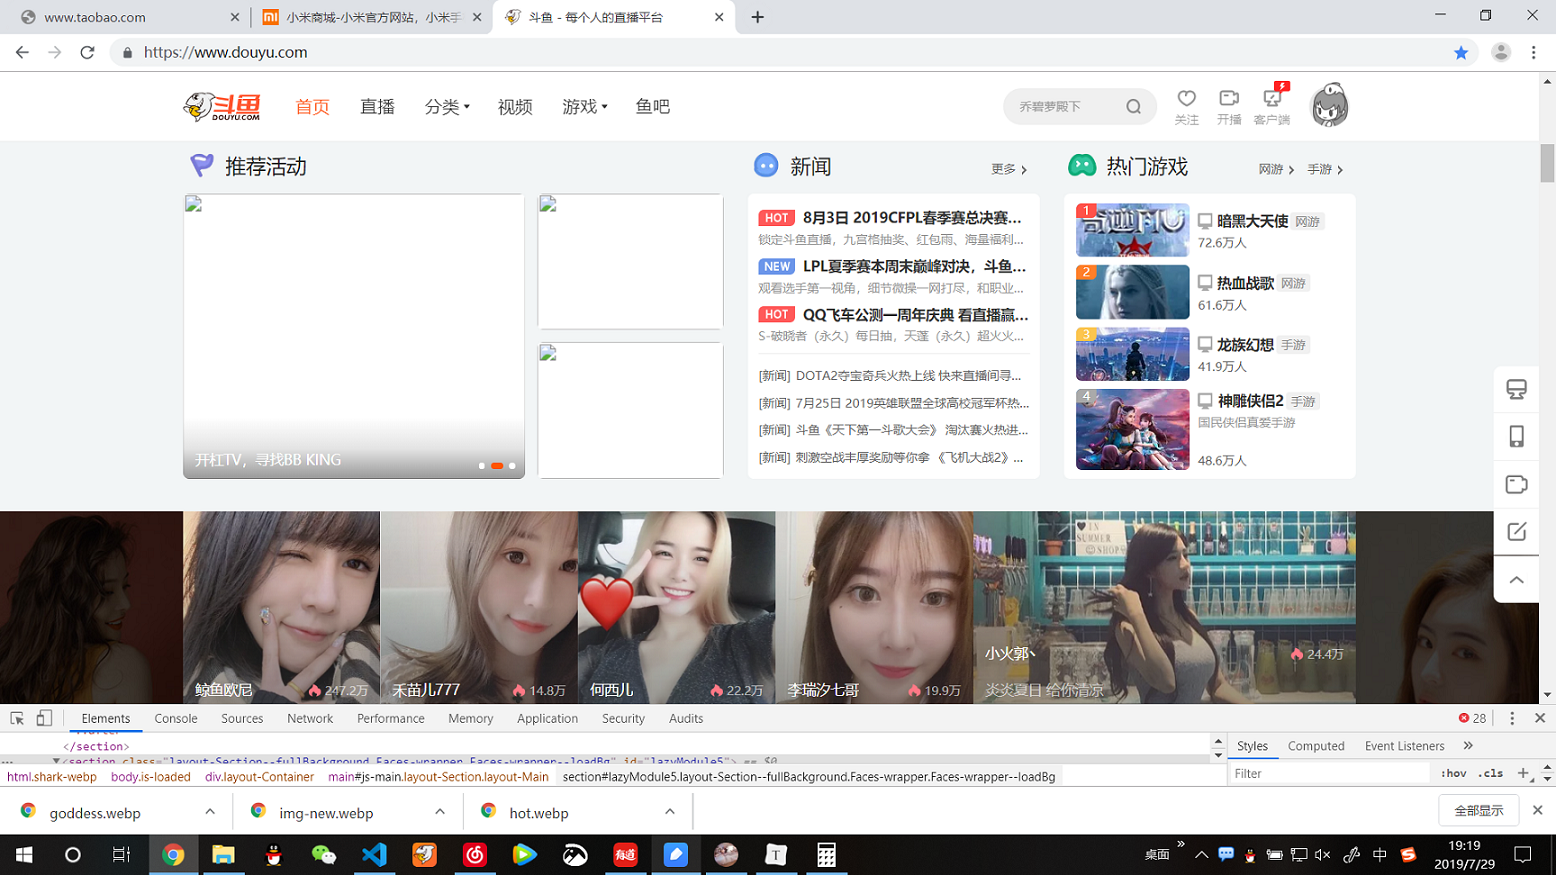 www.taobao.com
小米商城-小米官方网站，小米手
斗鱼 - 每个人的直播平台
https://www.douyu.com
斗鱼
DOUYU.COM
首页
直播
分类
视频
游戏
鱼吧
乔碧萝殿下
关注
开播
客户端
推荐活动
开杠TV，寻找BB KING
新闻
更多
HOT 8月3日 2019CFPL春季赛总决赛...
锁定斗鱼直播，九宫格抽奖、红包雨、海量福利...
NEW LPL夏季赛本周末巅峰对决，斗鱼...
观看选手第一视角，细节微操一网打尽，和职业...
HOT QQ飞车公测一周年庆典 看直播赢...
S-破晓者（永久）每日抽，天蓬（永久）超火火...
[新闻] DOTA2夺宝奇兵火热上线 快来直播间寻...
[新闻] 7月25日 2019英雄联盟全球高校冠军杯热...
[新闻] 斗鱼《天下第一斗歌大会》 淘汰赛火热进...
[新闻] 刺激空战丰厚奖励等你拿 《飞机大战2》...
热门游戏
网游
手游
1
暗黑大天使 网游
72.6万人
2
热血战歌 网游
61.6万人
3
龙族幻想 手游
41.9万人
4
神雕侠侣2 手游
国民侠侣真爱手游
48.6万人
IN
SUMMER
SHOP
鲸鱼欧尼 247.2万
禾苗儿777 14.8万
何西儿 22.2万
李瑞汐七哥 19.9万
小火郭丶 24.4万
炎炎夏日 给你清凉
Elements
Console
Sources
Network
Performance
Memory
Application
Security
Audits
28
</section>
<section class="layout-Section--fullBackground Faces-wrapper Faces-wrapper--loadBg" id="lazyModule5"> == $0
html.shark-webp
body.is-loaded
div.layout-Container
main#js-main.layout-Section.layout-Main
section#lazyModule5.layout-Section--fullBackground.Faces-wrapper.Faces-wrapper--loadBg
Styles
Computed
Event Listeners
Filter
:hov
.cls
goddess.webp
img-new.webp
hot.webp
全部显示
有道
T
桌面
中
19:19
2019/7/29